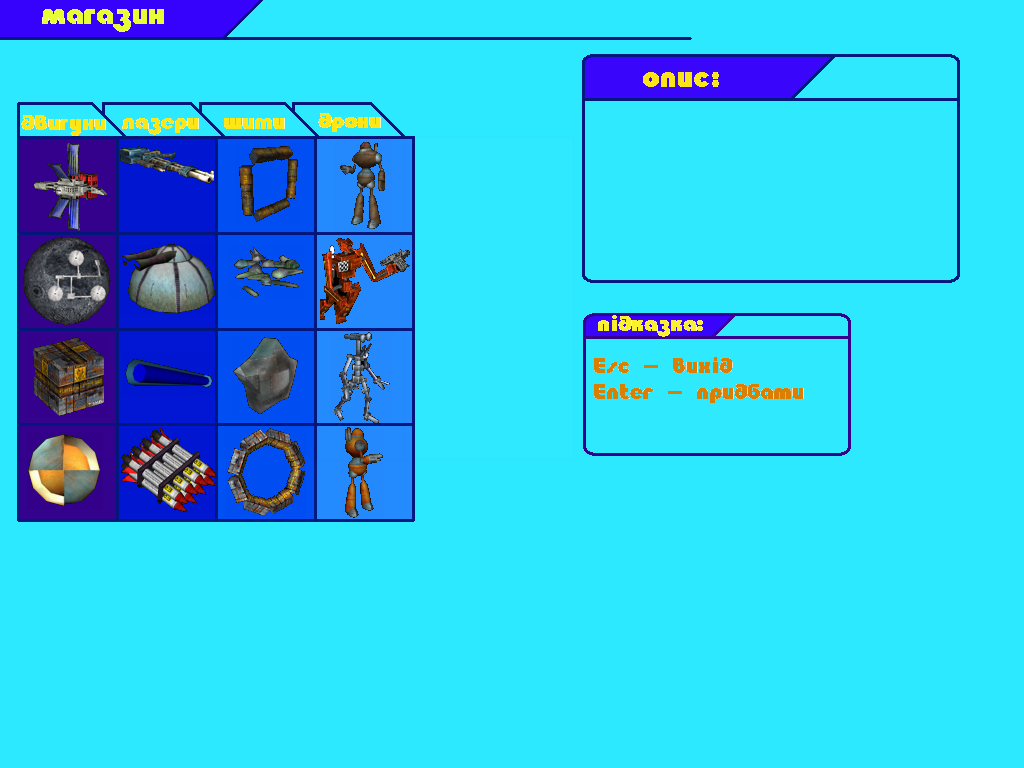 магазин
опис:
двигуни лазери щити дрони
підказка:
Esc — вихід
Enter — придбати